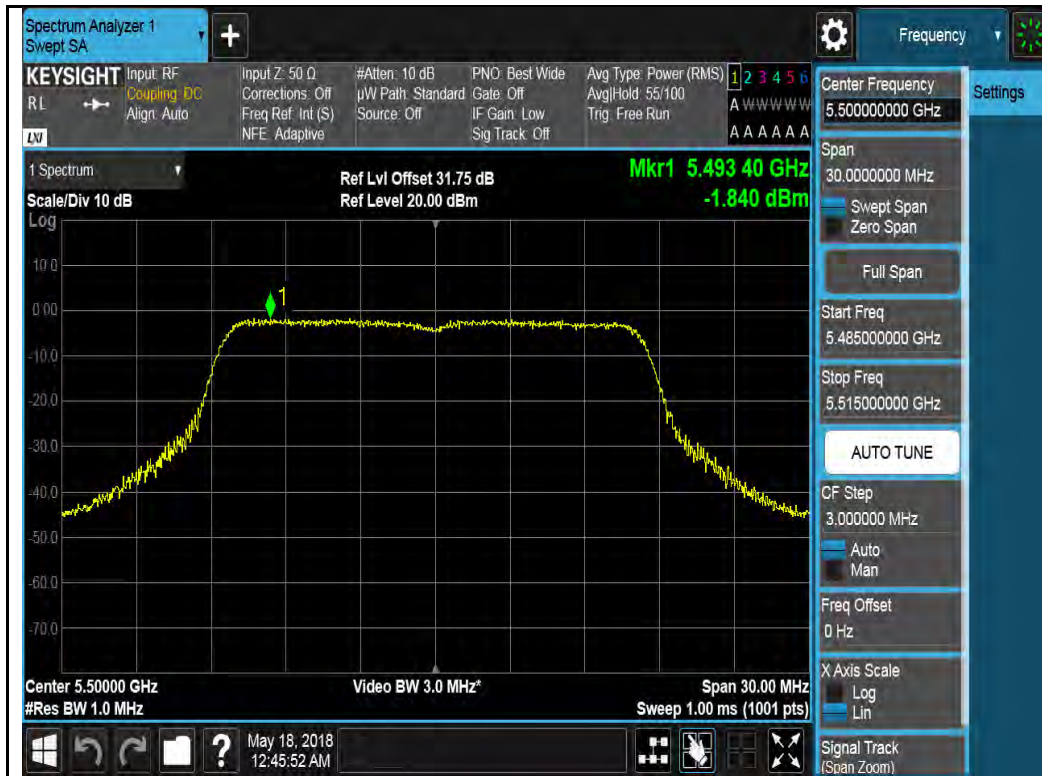 Spectrum Analyzer 1
Swept SA
+
Frequency
KEYSIGHT
RL
LXI
Input: RF
Coupling: DC
Align: Auto
Input Z: 50 Ω
Corrections: Off
Freq Ref: Int (S)
NFE: Adaptive
#Atten: 10 dB
µW Path: Standard
Source: Off
PNO: Best Wide
Gate: Off
IF Gain: Low
Sig Track: Off
Avg Type: Power (RMS)
Avg|Hold: 55/100
Trig: Free Run
1 2 3 4 5 6
A W W W W W
A A A A A A
1 Spectrum
Scale/Div 10 dB
Ref Lvl Offset 31.75 dB
Ref Level 20.00 dBm
Mkr1 5.493 40 GHz
-1.840 dBm
Log
10.0
0.00
-10.0
-20.0
-30.0
-40.0
-50.0
-60.0
-70.0
1
Center 5.50000 GHz
#Res BW 1.0 MHz
Video BW 3.0 MHz*
Span 30.00 MHz
Sweep 1.00 ms (1001 pts)
?
May 18, 2018
12:45:52 AM
Center Frequency
5.500000000 GHz
Span
30.0000000 MHz
Swept Span
Zero Span
Full Span
Start Freq
5.485000000 GHz
Stop Freq
5.515000000 GHz
AUTO TUNE
CF Step
3.000000 MHz
Auto
Man
Freq Offset
0 Hz
X Axis Scale
Log
Lin
Signal Track
(Span Zoom)
Settings